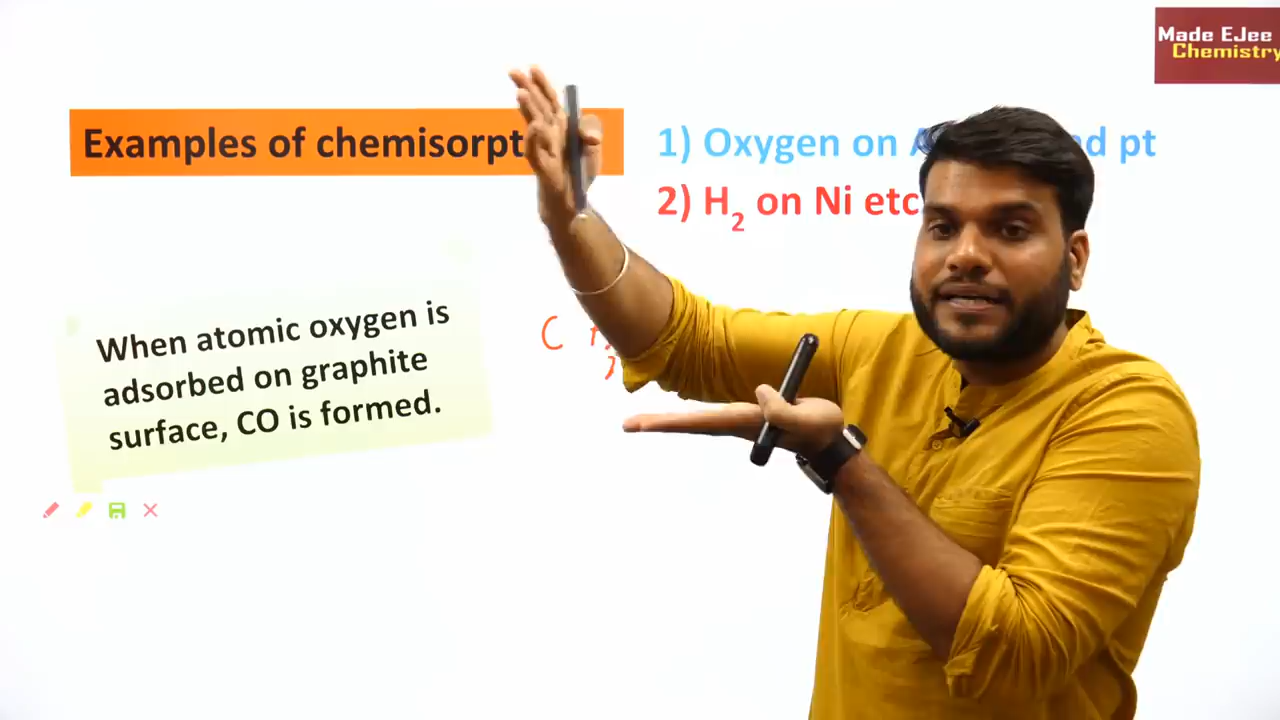 Made EJee
Chemistry
Examples of
1) Oxygen on pt
2) H₂ on Ni etc
When atomic oxygen is
adsorbed on graphite
surface, CO is formed.
C